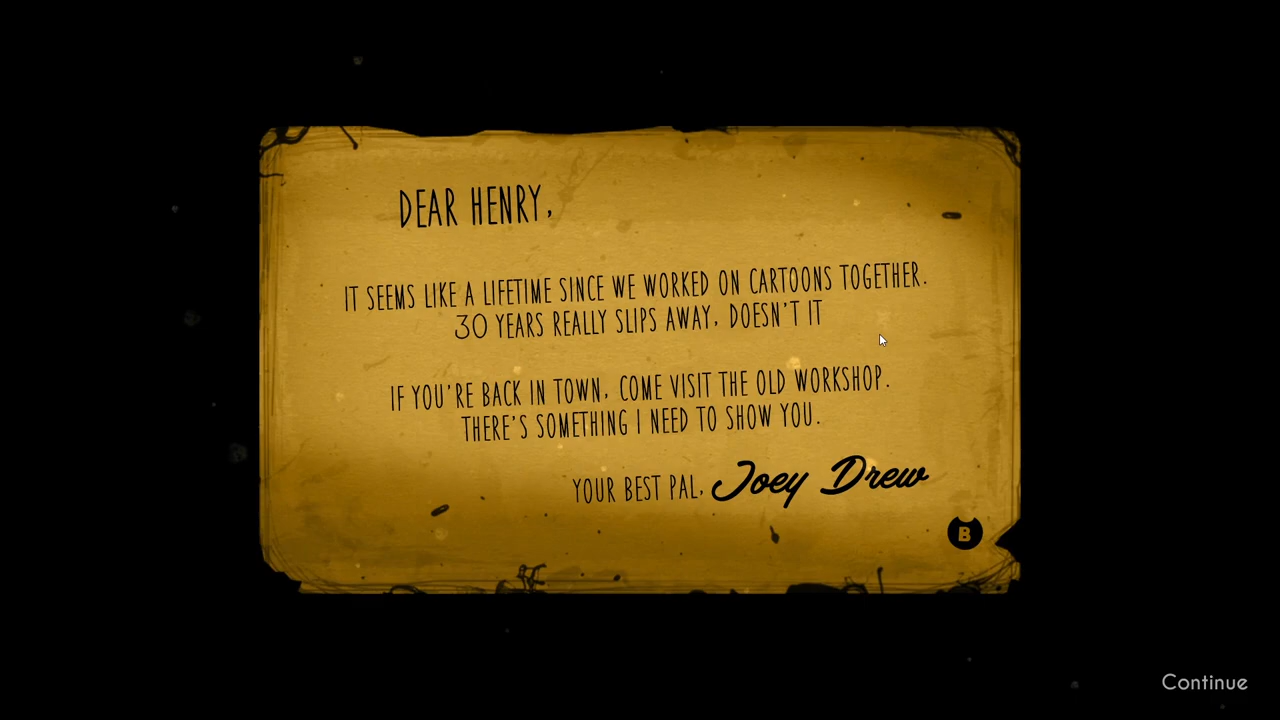 DEAR HENRY,
IT SEEMS LIKE A LIFETIME SINCE WE WORKED ON CARTOONS TOGETHER.
30 YEARS REALLY SLIPS AWAY, DOESN'T IT
IF YOU'RE BACK IN TOWN, COME VISIT THE OLD WORKSHOP.
THERE'S SOMETHING I NEED TO SHOW YOU.
YOUR BEST PAL, Joey Drew
B
Continue